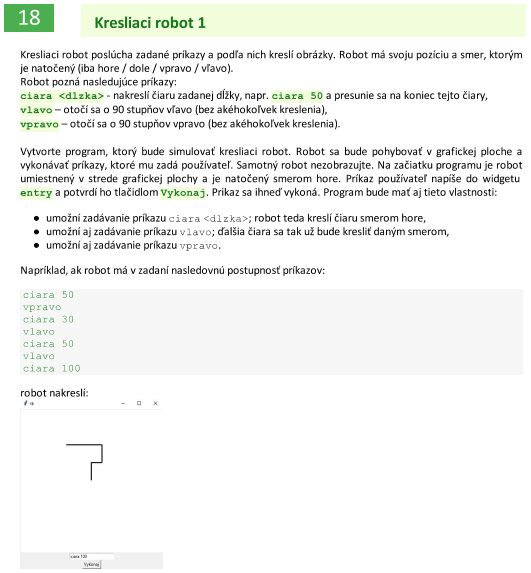 18
Kresliaci robot 1
Kresliaci robot poslúcha zadané príkazy a podľa nich kreslí obrázky. Robot má svoju pozíciu a smer, ktorým
je natočený (iba hore / dole / vpravo / vľavo).
Robot pozná nasledujúce príkazy:
ciara <dlzka> - nakreslí čiaru zadanej dĺžky, napr. ciara 50 a presunie sa na koniec tejto čiary,
vlavo – otočí sa o 90 stupňov vľavo (bez akéhokoľvek kreslenia),
vpravo – otočí sa o 90 stupňov vpravo (bez akéhokoľvek kreslenia).
Vytvorte program, ktorý bude simulovať kresliaci robot. Robot sa bude pohybovať v grafickej ploche a
vykonávať príkazy, ktoré mu zadá používateľ. Samotný robot nezobrazujte. Na začiatku programu je robot
umiestnený v strede grafickej plochy a je natočený smerom hore. Príkaz používateľ napíše do widgetu
entry a potvrdí ho tlačidlom Vykonaj. Prikaz sa ihneď vykoná. Program bude mať aj tieto vlastnosti:
● umožní zadávanie príkazu ciara <dlzka>; robot teda kreslí čiaru smerom hore,
● umožní aj zadávanie príkazu vlavo; ďalšia čiara sa tak už bude kresliť daným smerom,
● umožní aj zadávanie príkazu vpravo.
Napríklad, ak robot má v zadaní nasledovnú postupnosť príkazov:
ciara 50
vpravo
ciara 30
vlavo
ciara 50
vlavo
ciara 100
robot nakreslí:
tk
ciara 100
Vykonaj